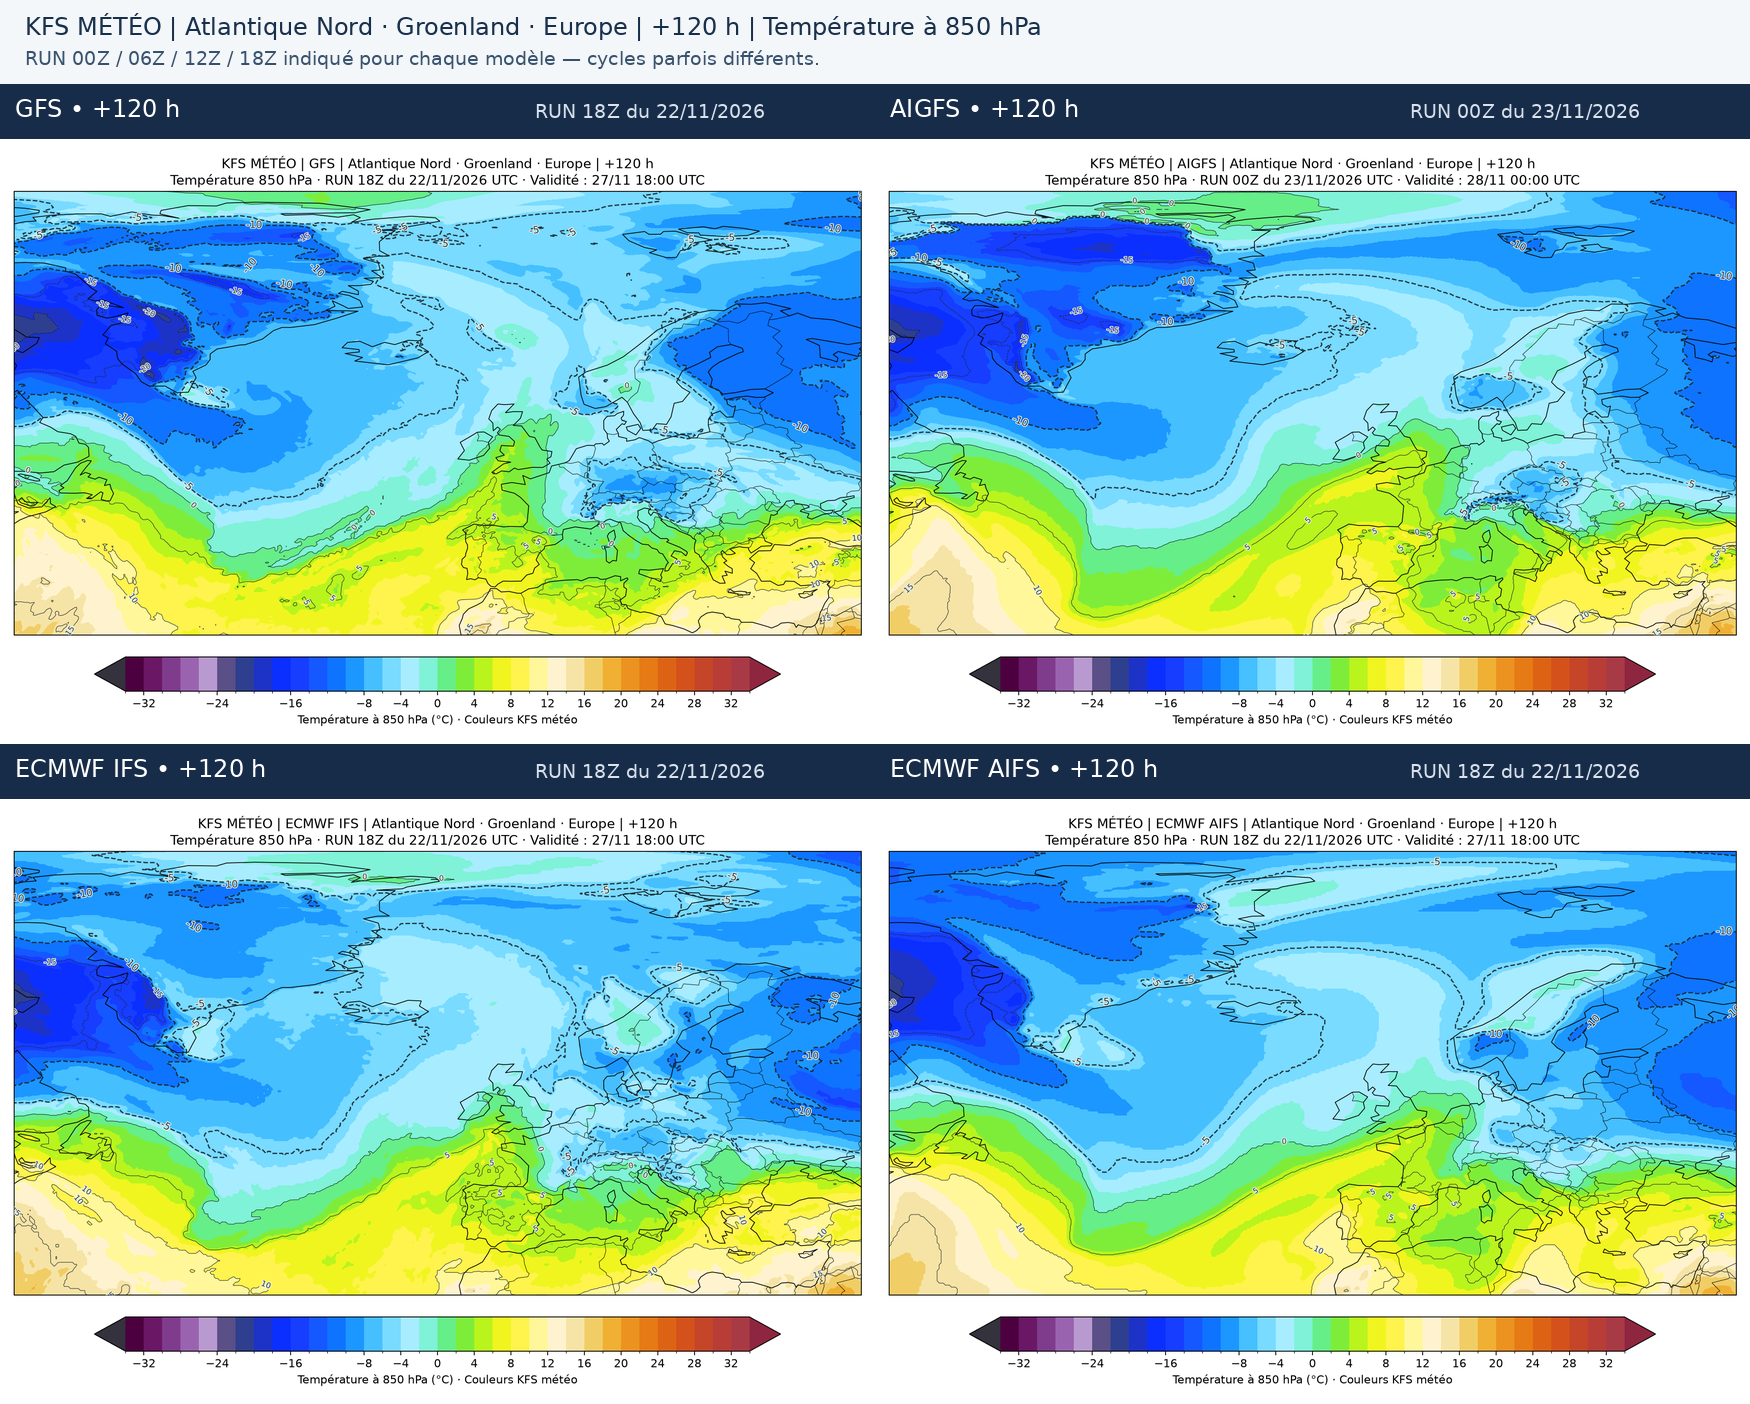 KFS MÉTÉO | Atlantique Nord · Groenland · Europe | +120 h | Température à 850 hPa
RUN 00Z / 06Z / 12Z / 18Z indiqué pour chaque modèle — cycles parfois différents.
GFS • +120 h
RUN 18Z du 22/11/2026
AIGFS • +120 h
RUN 00Z du 23/11/2026
KFS MÉTÉO | GFS | Atlantique Nord · Groenland · Europe | +120 h
Température 850 hPa · RUN 18Z du 22/11/2026 UTC · Validité : 27/11 18:00 UTC
KFS MÉTÉO | AIGFS | Atlantique Nord · Groenland · Europe | +120 h
Température 850 hPa · RUN 00Z du 23/11/2026 UTC · Validité : 28/11 00:00 UTC
−32 −24 −16 −8 −4 0 4 8 12 16 20 24 28 32
Température à 850 hPa (°C) · Couleurs KFS météo
−32 −24 −16 −8 −4 0 4 8 12 16 20 24 28 32
Température à 850 hPa (°C) · Couleurs KFS météo
ECMWF IFS • +120 h
RUN 18Z du 22/11/2026
ECMWF AIFS • +120 h
RUN 18Z du 22/11/2026
KFS MÉTÉO | ECMWF IFS | Atlantique Nord · Groenland · Europe | +120 h
Température 850 hPa · RUN 18Z du 22/11/2026 UTC · Validité : 27/11 18:00 UTC
KFS MÉTÉO | ECMWF AIFS | Atlantique Nord · Groenland · Europe | +120 h
Température 850 hPa · RUN 18Z du 22/11/2026 UTC · Validité : 27/11 18:00 UTC
−32 −24 −16 −8 −4 0 4 8 12 16 20 24 28 32
Température à 850 hPa (°C) · Couleurs KFS météo
−32 −24 −16 −8 −4 0 4 8 12 16 20 24 28 32
Température à 850 hPa (°C) · Couleurs KFS météo